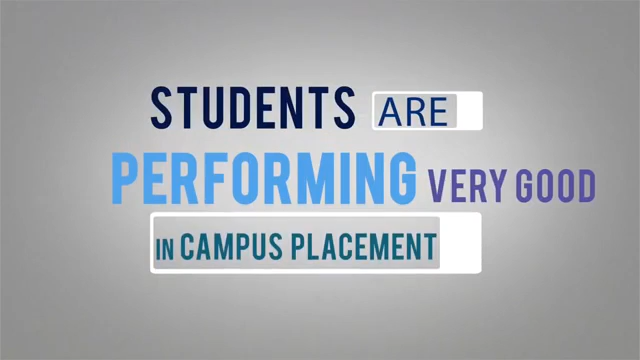 STUDENTS ARE
PERFORMING VERY GOOD
IN CAMPUS PLACEMENT